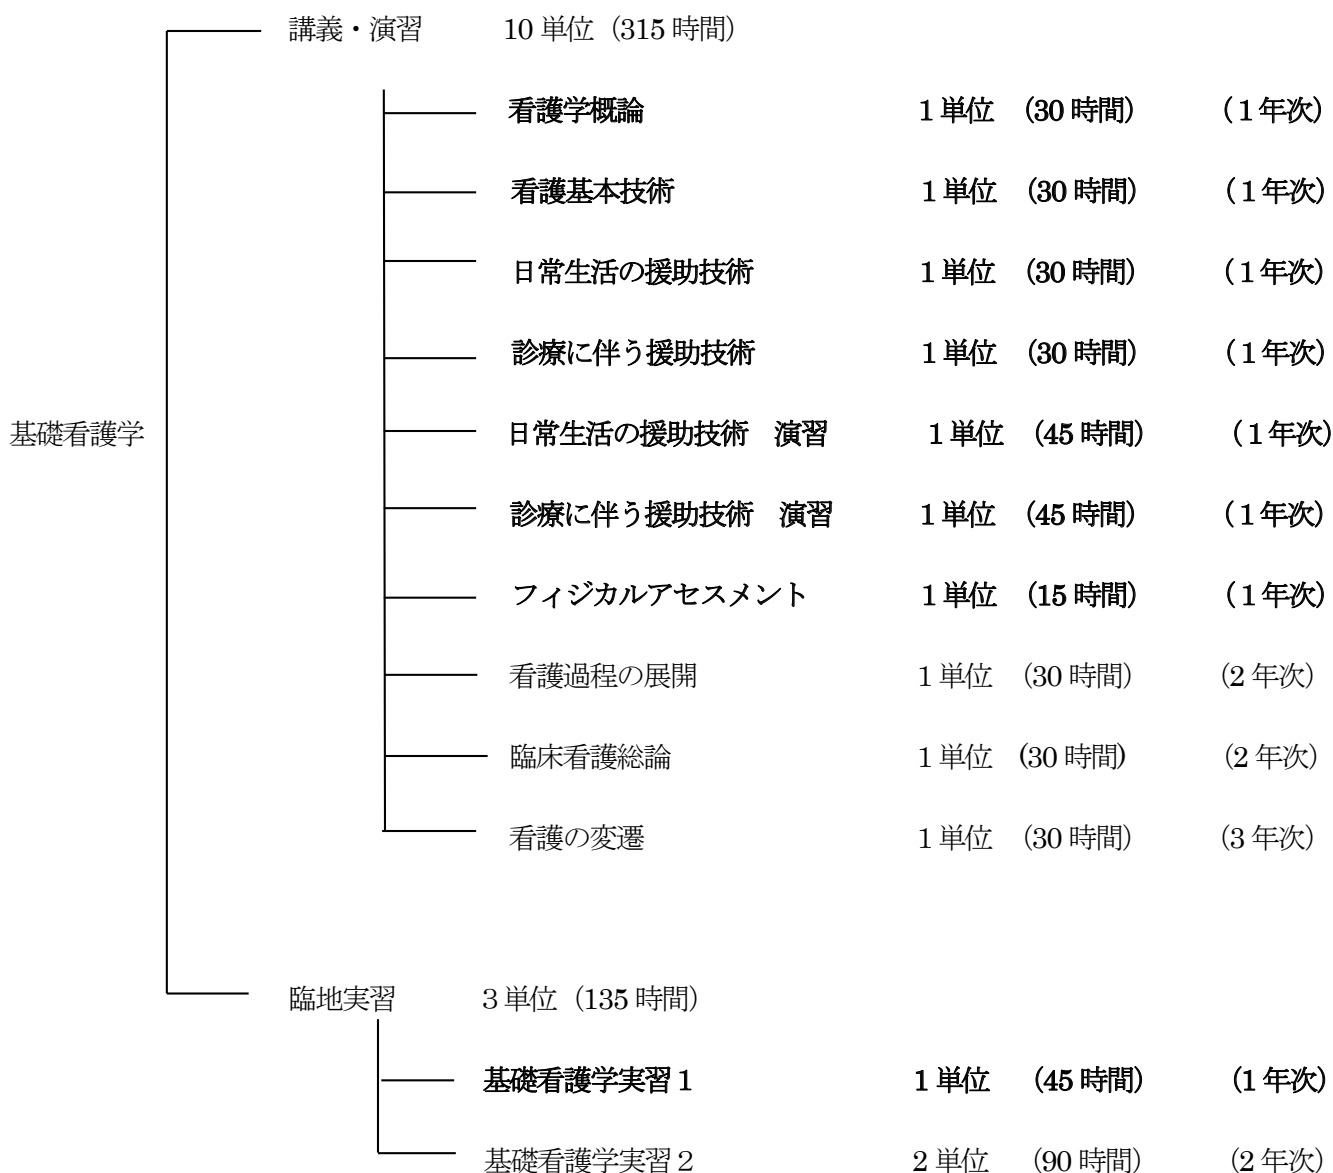 講義・演習 10単位（315時間）
看護学概論 １単位 （30時間） （１年次）
看護基本技術 １単位 （30時間） （１年次）
日常生活の援助技術 １単位 （30時間） （１年次）
診療に伴う援助技術 １単位 （30時間） （１年次）
基礎看護学
日常生活の援助技術 演習 １単位 （45時間） （１年次）
診療に伴う援助技術 演習 １単位 （45時間） （１年次）
フィジカルアセスメント １単位 （15時間） （１年次）
看護過程の展開 １単位 （30時間） （2年次）
臨床看護総論 １単位 (30時間) （2年次）
看護の変遷 １単位 （30時間） （3年次）
臨地実習 ３単位（135時間）
基礎看護学実習１ １単位 （45時間） （1年次）
基礎看護学実習２ ２単位 （90時間） （2年次）